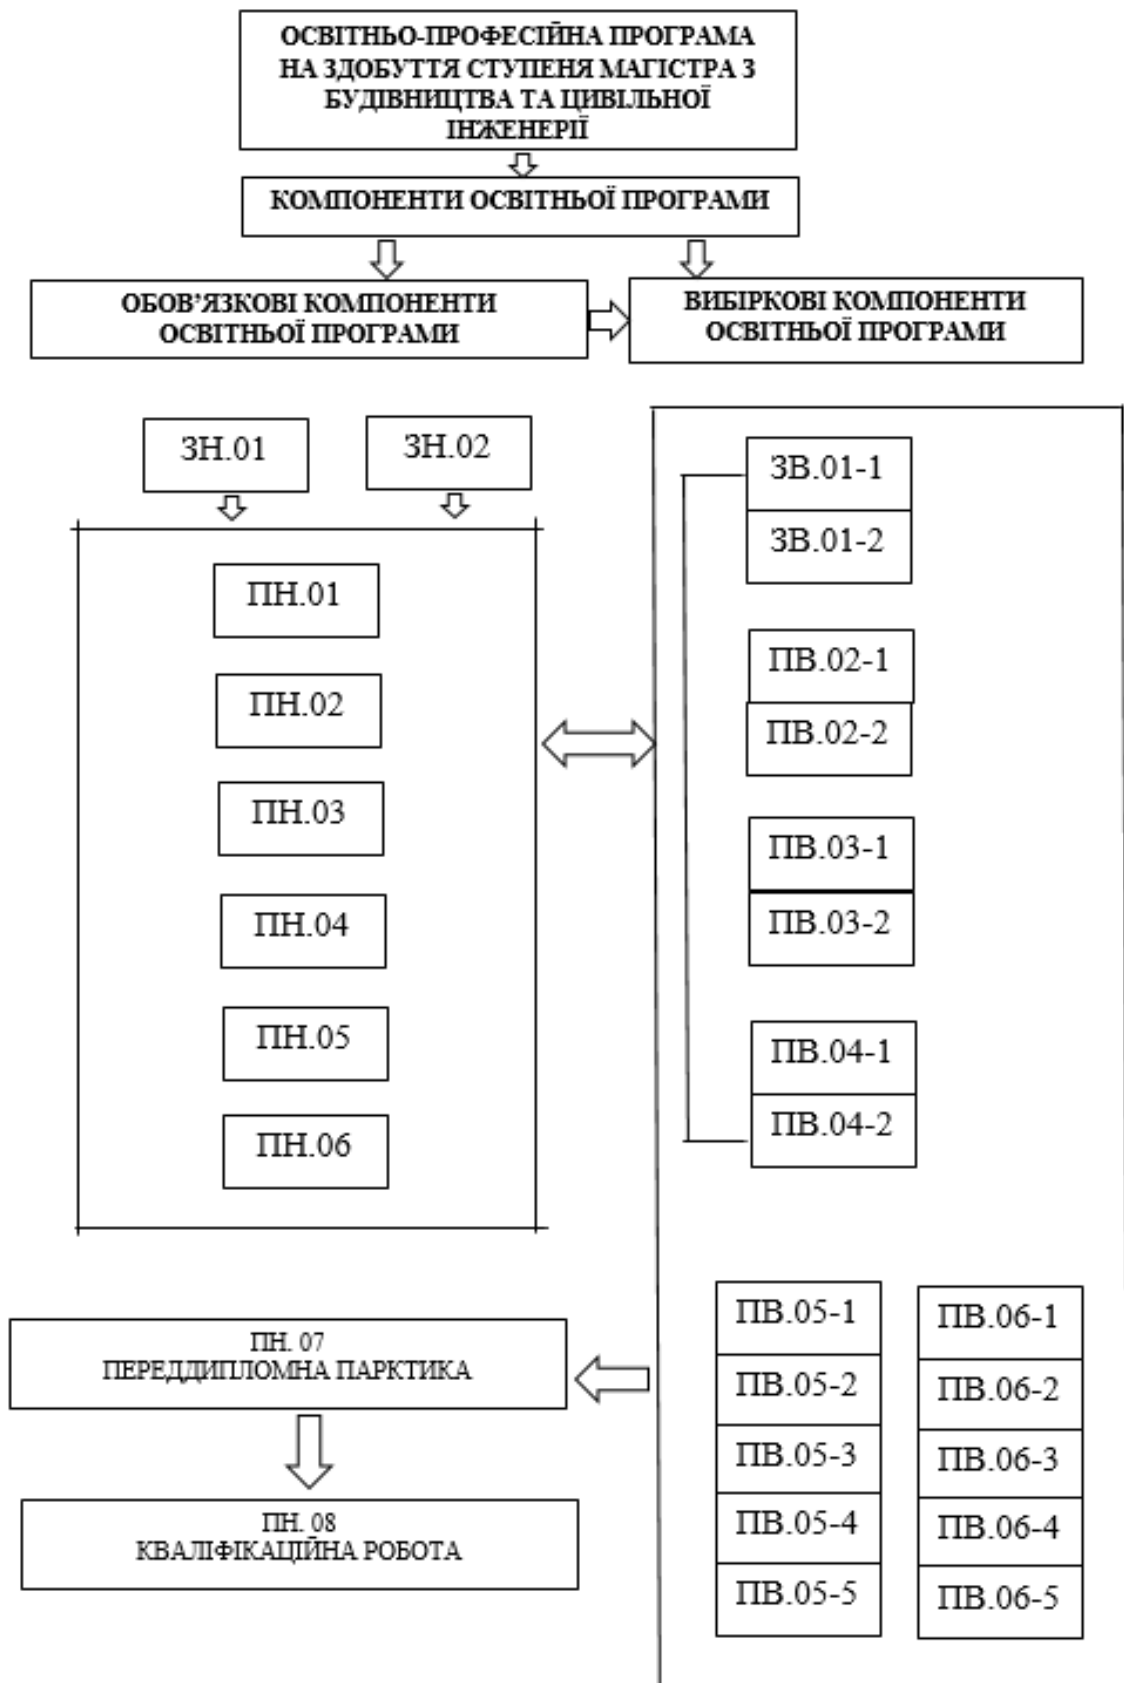 ОСВІТНЬО-ПРОФЕСІЙНА ПРОГРАМА
НА ЗДОБУТТЯ СТУПЕНЯ МАГІСТРА З
БУДІВНИЦТВА ТА ЦИВІЛЬНОЇ
ІНЖЕНЕРІЇ
КОМПОНЕНТИ ОСВІТНЬОЇ ПРОГРАМИ
ОБОВ’ЯЗКОВІ КОМПОНЕНТИ
ОСВІТНЬОЇ ПРОГРАМИ
ВИБІРКОВІ КОМПОНЕНТИ
ОСВІТНЬОЇ ПРОГРАМИ
ЗН.01
ЗН.02
ПН.01
ПН.02
ПН.03
ПН.04
ПН.05
ПН.06
ЗВ.01-1
ЗВ.01-2
ПВ.02-1
ПВ.02-2
ПВ.03-1
ПВ.03-2
ПВ.04-1
ПВ.04-2
ПН. 07
ПЕРЕДДИПЛОМНА ПАРКТИКА
ПН. 08
КВАЛІФІКАЦІЙНА РОБОТА
ПВ.05-1
ПВ.05-2
ПВ.05-3
ПВ.05-4
ПВ.05-5
ПВ.06-1
ПВ.06-2
ПВ.06-3
ПВ.06-4
ПВ.06-5